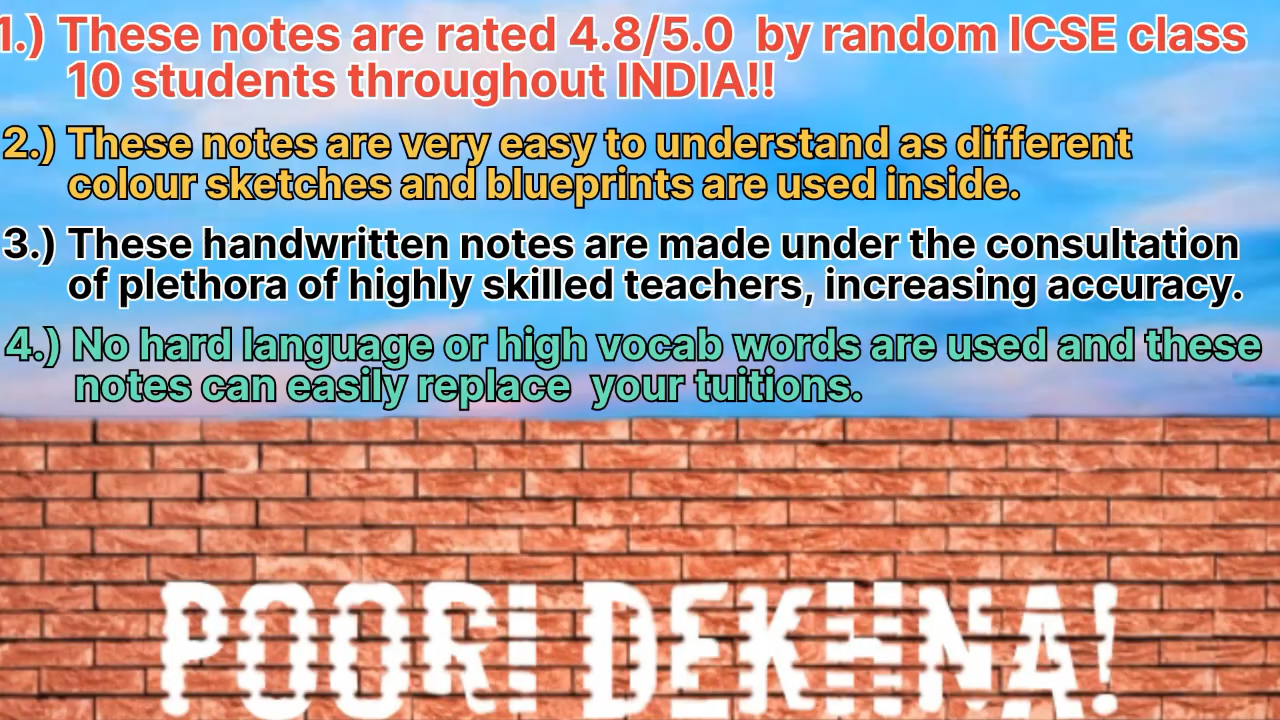 1.) These notes are rated 4.8/5.0 by random ICSE class
10 students throughout INDIA!!
2.) These notes are very easy to understand as different
colour sketches and blueprints are used inside.
3.) These handwritten notes are made under the consultation
of plethora of highly skilled teachers, increasing accuracy.
4.) No hard language or high vocab words are used and these
notes can easily replace your tuitions.
POORI DEKHNA!